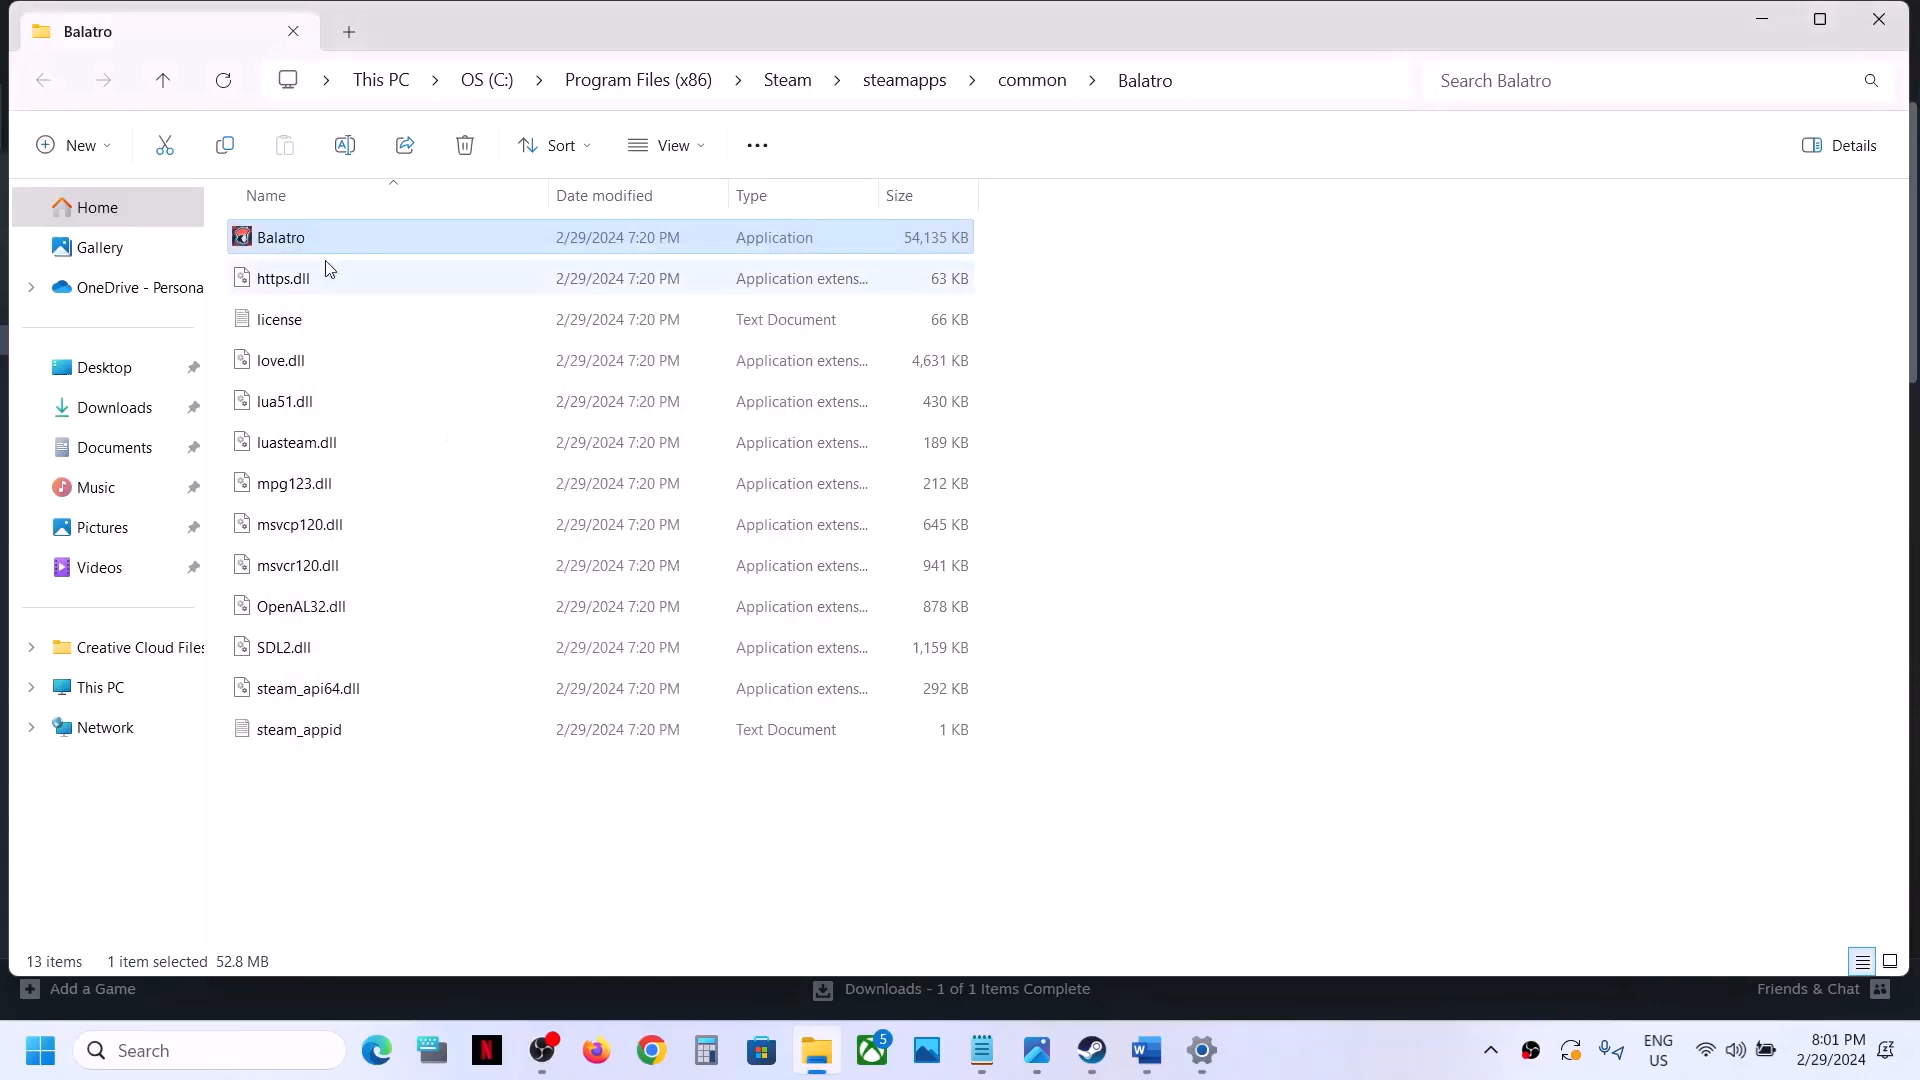 Balatro
This PC
OS (C:)
Program Files (x86)
Steam
steamapps
common
Balatro
Search Balatro
New
Sort
View
Details
Name
Date modified
Type
Size
Home
Gallery
OneDrive - Persona
Desktop
Downloads
Documents
Music
Pictures
Videos
Creative Cloud Files
This PC
Network
Balatro 2/29/2024 7:20 PM Application 54,135 KB
https.dll 2/29/2024 7:20 PM Application extens... 63 KB
license 2/29/2024 7:20 PM Text Document 66 KB
love.dll 2/29/2024 7:20 PM Application extens... 4,631 KB
lua51.dll 2/29/2024 7:20 PM Application extens... 430 KB
luasteam.dll 2/29/2024 7:20 PM Application extens... 189 KB
mpg123.dll 2/29/2024 7:20 PM Application extens... 212 KB
msvcp120.dll 2/29/2024 7:20 PM Application extens... 645 KB
msvcr120.dll 2/29/2024 7:20 PM Application extens... 941 KB
OpenAL32.dll 2/29/2024 7:20 PM Application extens... 878 KB
SDL2.dll 2/29/2024 7:20 PM Application extens... 1,159 KB
steam_api64.dll 2/29/2024 7:20 PM Application extens... 292 KB
steam_appid 2/29/2024 7:20 PM Text Document 1 KB
13 items 1 item selected 52.8 MB
Add a Game
Downloads - 1 of 1 Items Complete
Friends & Chat
Search
N
5
W
ENG
US
8:01 PM
2/29/2024